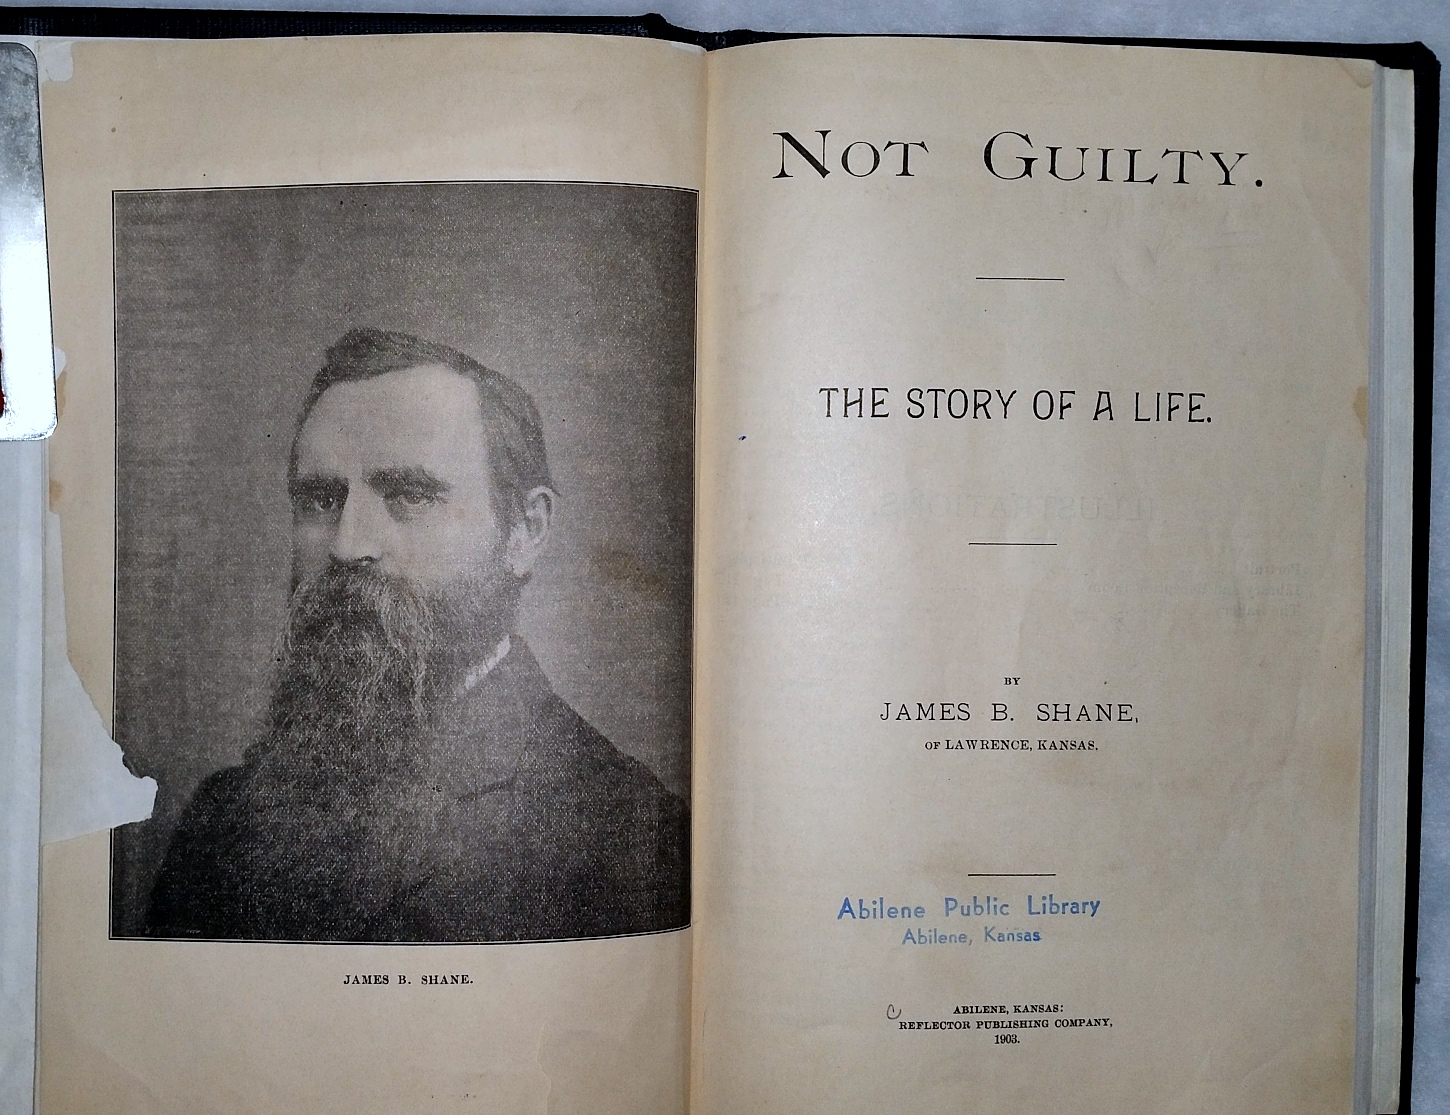 JAMES B. SHANE.
NOT GUILTY.
THE STORY OF A LIFE.
BY
JAMES B. SHANE,
OF LAWRENCE, KANSAS.
Abilene Public Library
Abilene, Kansas
ABILENE, KANSAS:
REFLECTOR PUBLISHING COMPANY,
1903.